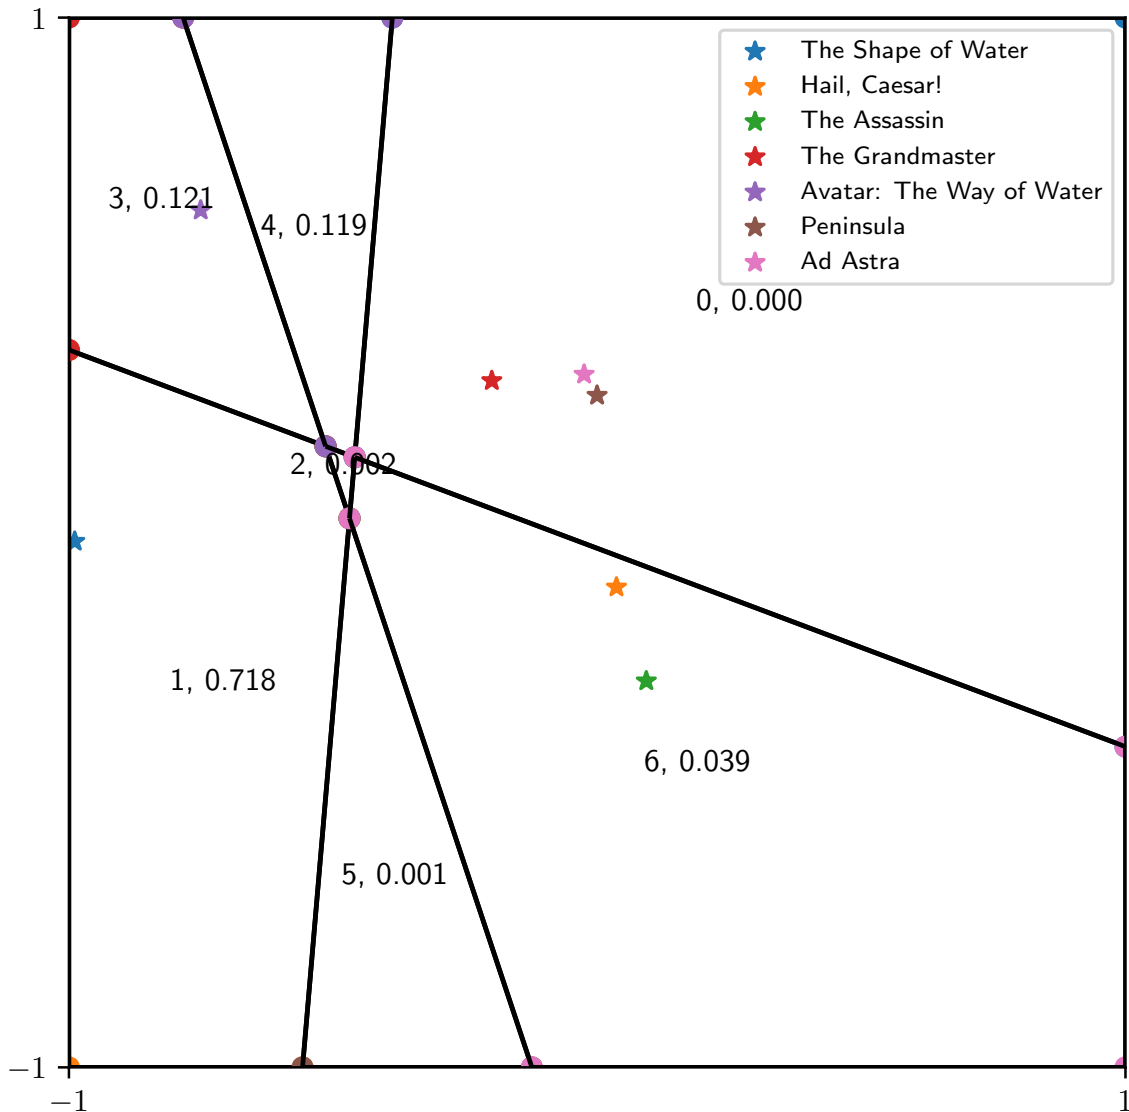 1
The Shape of Water
Hail, Caesar!
The Assassin
The Grandmaster
Avatar: The Way of Water
Peninsula
Ad Astra
3, 0.121
4, 0.119
0, 0.000
2, 0.002
1, 0.718
6, 0.039
5, 0.001
−1
−1
1